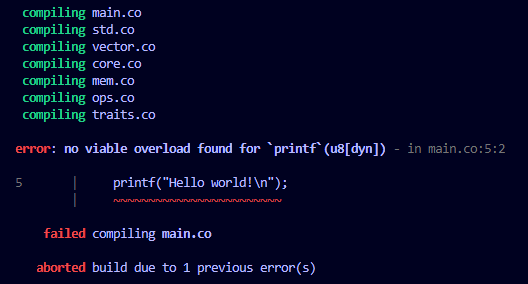 compiling main.co
compiling std.co
compiling vector.co
compiling core.co
compiling mem.co
compiling ops.co
compiling traits.co
error: no viable overload found for `printf`(u8[dyn]) - in main.co:5:2
5 | printf("Hello world!\n");
| ~~~~~~~~~~~~~~~~~~~~~~~~
failed compiling main.co
aborted build due to 1 previous error(s)